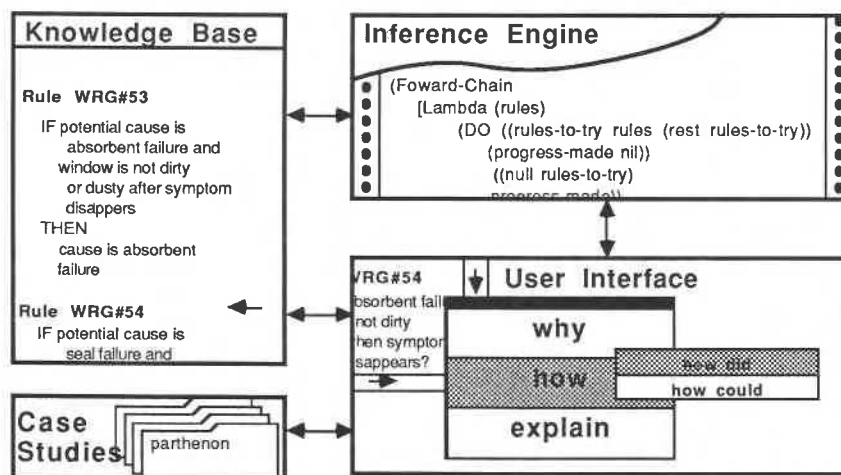 Knowledge Base
Rule WRG#53
IF potential cause is
absorbent failure and
window is not dirty
or dusty after symptom
disappers
THEN
cause is absorbent
failure
Rule WRG#54
IF potential cause is
seal failure and
Inference Engine
(Foward-Chain
[Lambda (rules)
(DO ((rules-to-try rules (rest rules-to-try))
(progress-made nil))
((null rules-to-try)
progress-made))
User Interface
WRG#54
bsorbent fail
not dirty
hen symptor
sappears?
why
how
explain
how did
how could
Case
Studies
parthenon